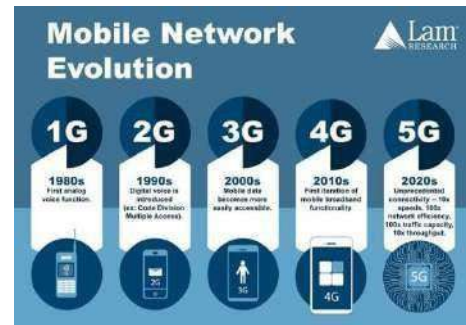 Mobile Network
Evolution
Lam
RESEARCH
1G
2G
3G
4G
5G
1980s
First analog
voice function.
1990s
Digital voice is
introduced
(ex: Code Division
Multiple Access).
2000s
Mobile data
becomes more
easily accessible.
2010s
First iteration of
mobile broadband
functionality
2020s
Unprecedented
connectivity – 10x
speeds, 100x
network efficiency,
100x traffic capacity,
10x throughput.
2G
3G
4G
5G